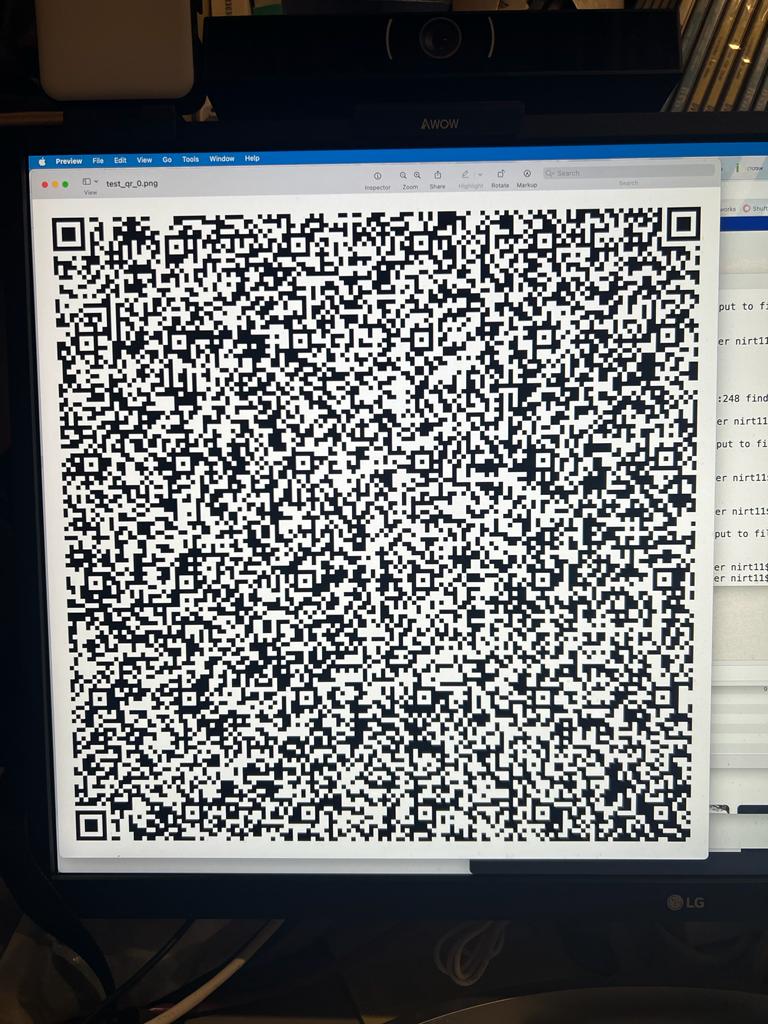 AWOW
Preview File Edit View Go Tools Window Help
test_qr_0.png
View
Inspector
Zoom
Share
Highlight
Rotate
Markup
Search
Search
works
Shuf
put to fi
er nirt11
:248 find
er nirt11
put to fi
er nirt11$
er nirt11$
put to fil
er nirt11$
er nirt11$
LG